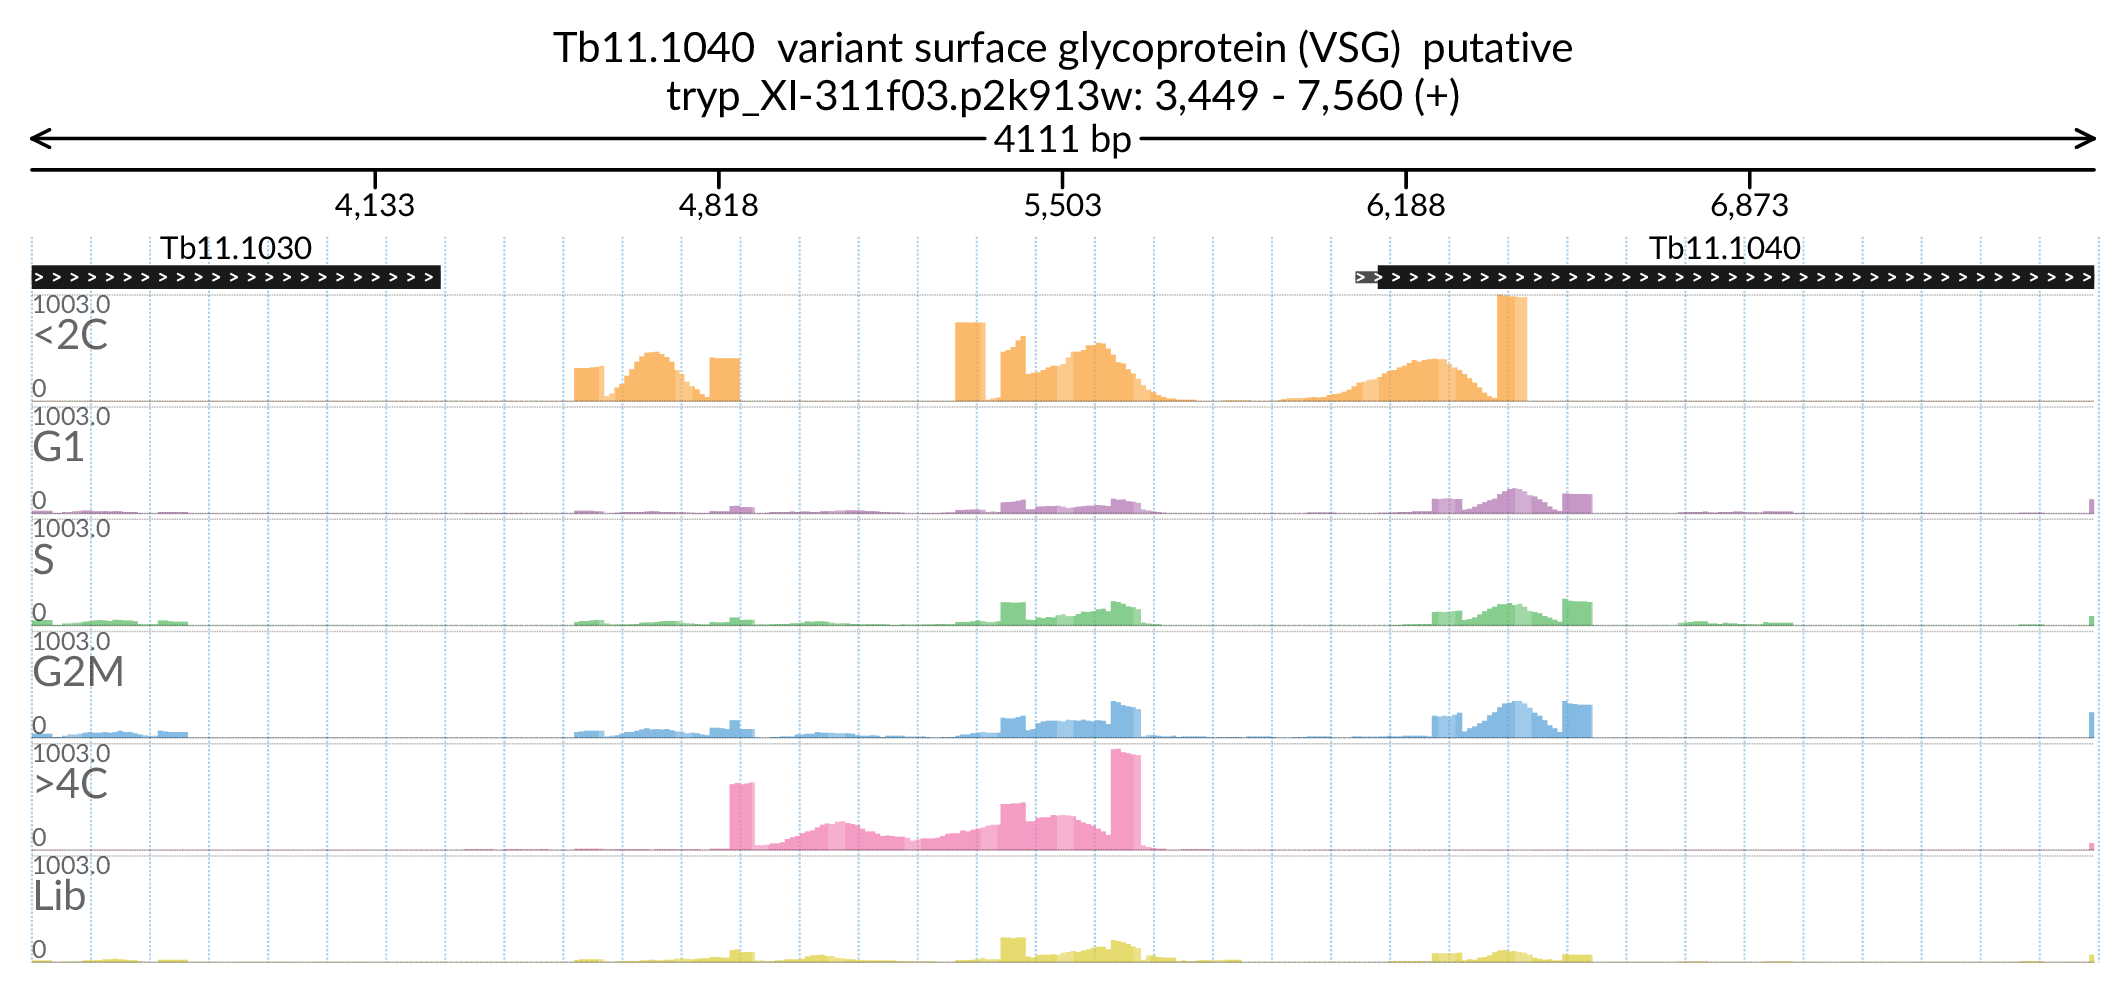 Tb11.1040 variant surface glycoprotein (VSG) putative
tryp_XI-311f03.p2k913w: 3,449 - 7,560 (+)
4111 bp
4,133 4,818 5,503 6,188 6,873
Tb11.1030 Tb11.1040
1003.0
<2C
0
1003.0
G1
0
1003.0
S
0
1003.0
G2M
0
1003.0
>4C
0
1003.0
Lib
0